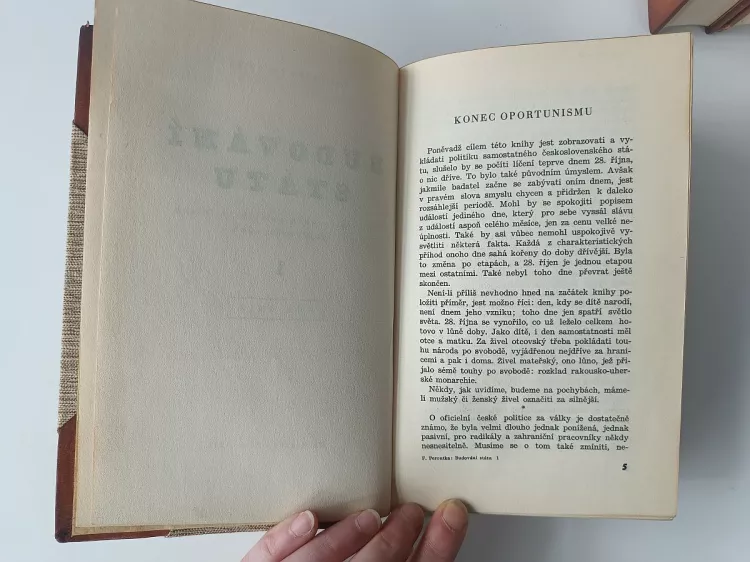 KONEC OPORTUNISMU
Poněvadž cílem této knihy jest zobrazovati a vy-
kládati politiku samostatného československého stá-
tu, slušelo by se počíti líčení teprve dnem 28. října,
o nic dříve. To bylo také původním úmyslem. Avšak
jakmile badatel začne se zabývati oním dnem, jest
v pravém slova smyslu chycen a přidržen k daleko
rozsáhlejší periodě. Mohl by se spokojiti popisem
událostí jediného dne, který pro sebe vyssál slávu
z událostí aspoň celého měsíce, jen za cenu velké ne-
úplnosti. Také by asi vůbec nemohl uspokojivě vy-
světliti některá fakta. Každá z charakteristických
příhod onoho dne sahá kořeny do doby dřívější. Byla
to změna po etapách, a 28. říjen je jednou etapou
mezi ostatními. Také nebyl toho dne převrat ještě
skončen.
Není-li příliš nevhodno hned na začátek knihy po-
ložiti příměr, jest možno říci: den, kdy se dítě narodí,
není dnem jeho vzniku; toho dne jen spatří světlo
světa. 28. října se vynořilo, co už leželo celkem ho-
tovo v lůně doby. Jako dítě, i den samostatnosti měl
otce a matku. Za živel otcovský třeba pokládati tou-
hu národa po svobodě, vyjádřenou nejdříve za hrani-
cemi a pak i doma. Živel mateřský, ono lůno, jež při-
jalo sémě touhy po svobodě: rozklad rakousko-uher-
ské monarchie.
Někdy, jak uvidíme, budeme na pochybách, máme-
li mužský či ženský živel označiti za silnější.
*
O oficielní české politice za války je dostatečně
známo, že byla velmi dlouho jednak ponížená, jednak
pasivní, pro radikály a zahraniční pracovníky někdy
nesnesitelně. Musíme se o tom také zmíniti, ne-
F. Peroutka: Budování státu 1
5
BUDOVÁNÍ
STÁTU